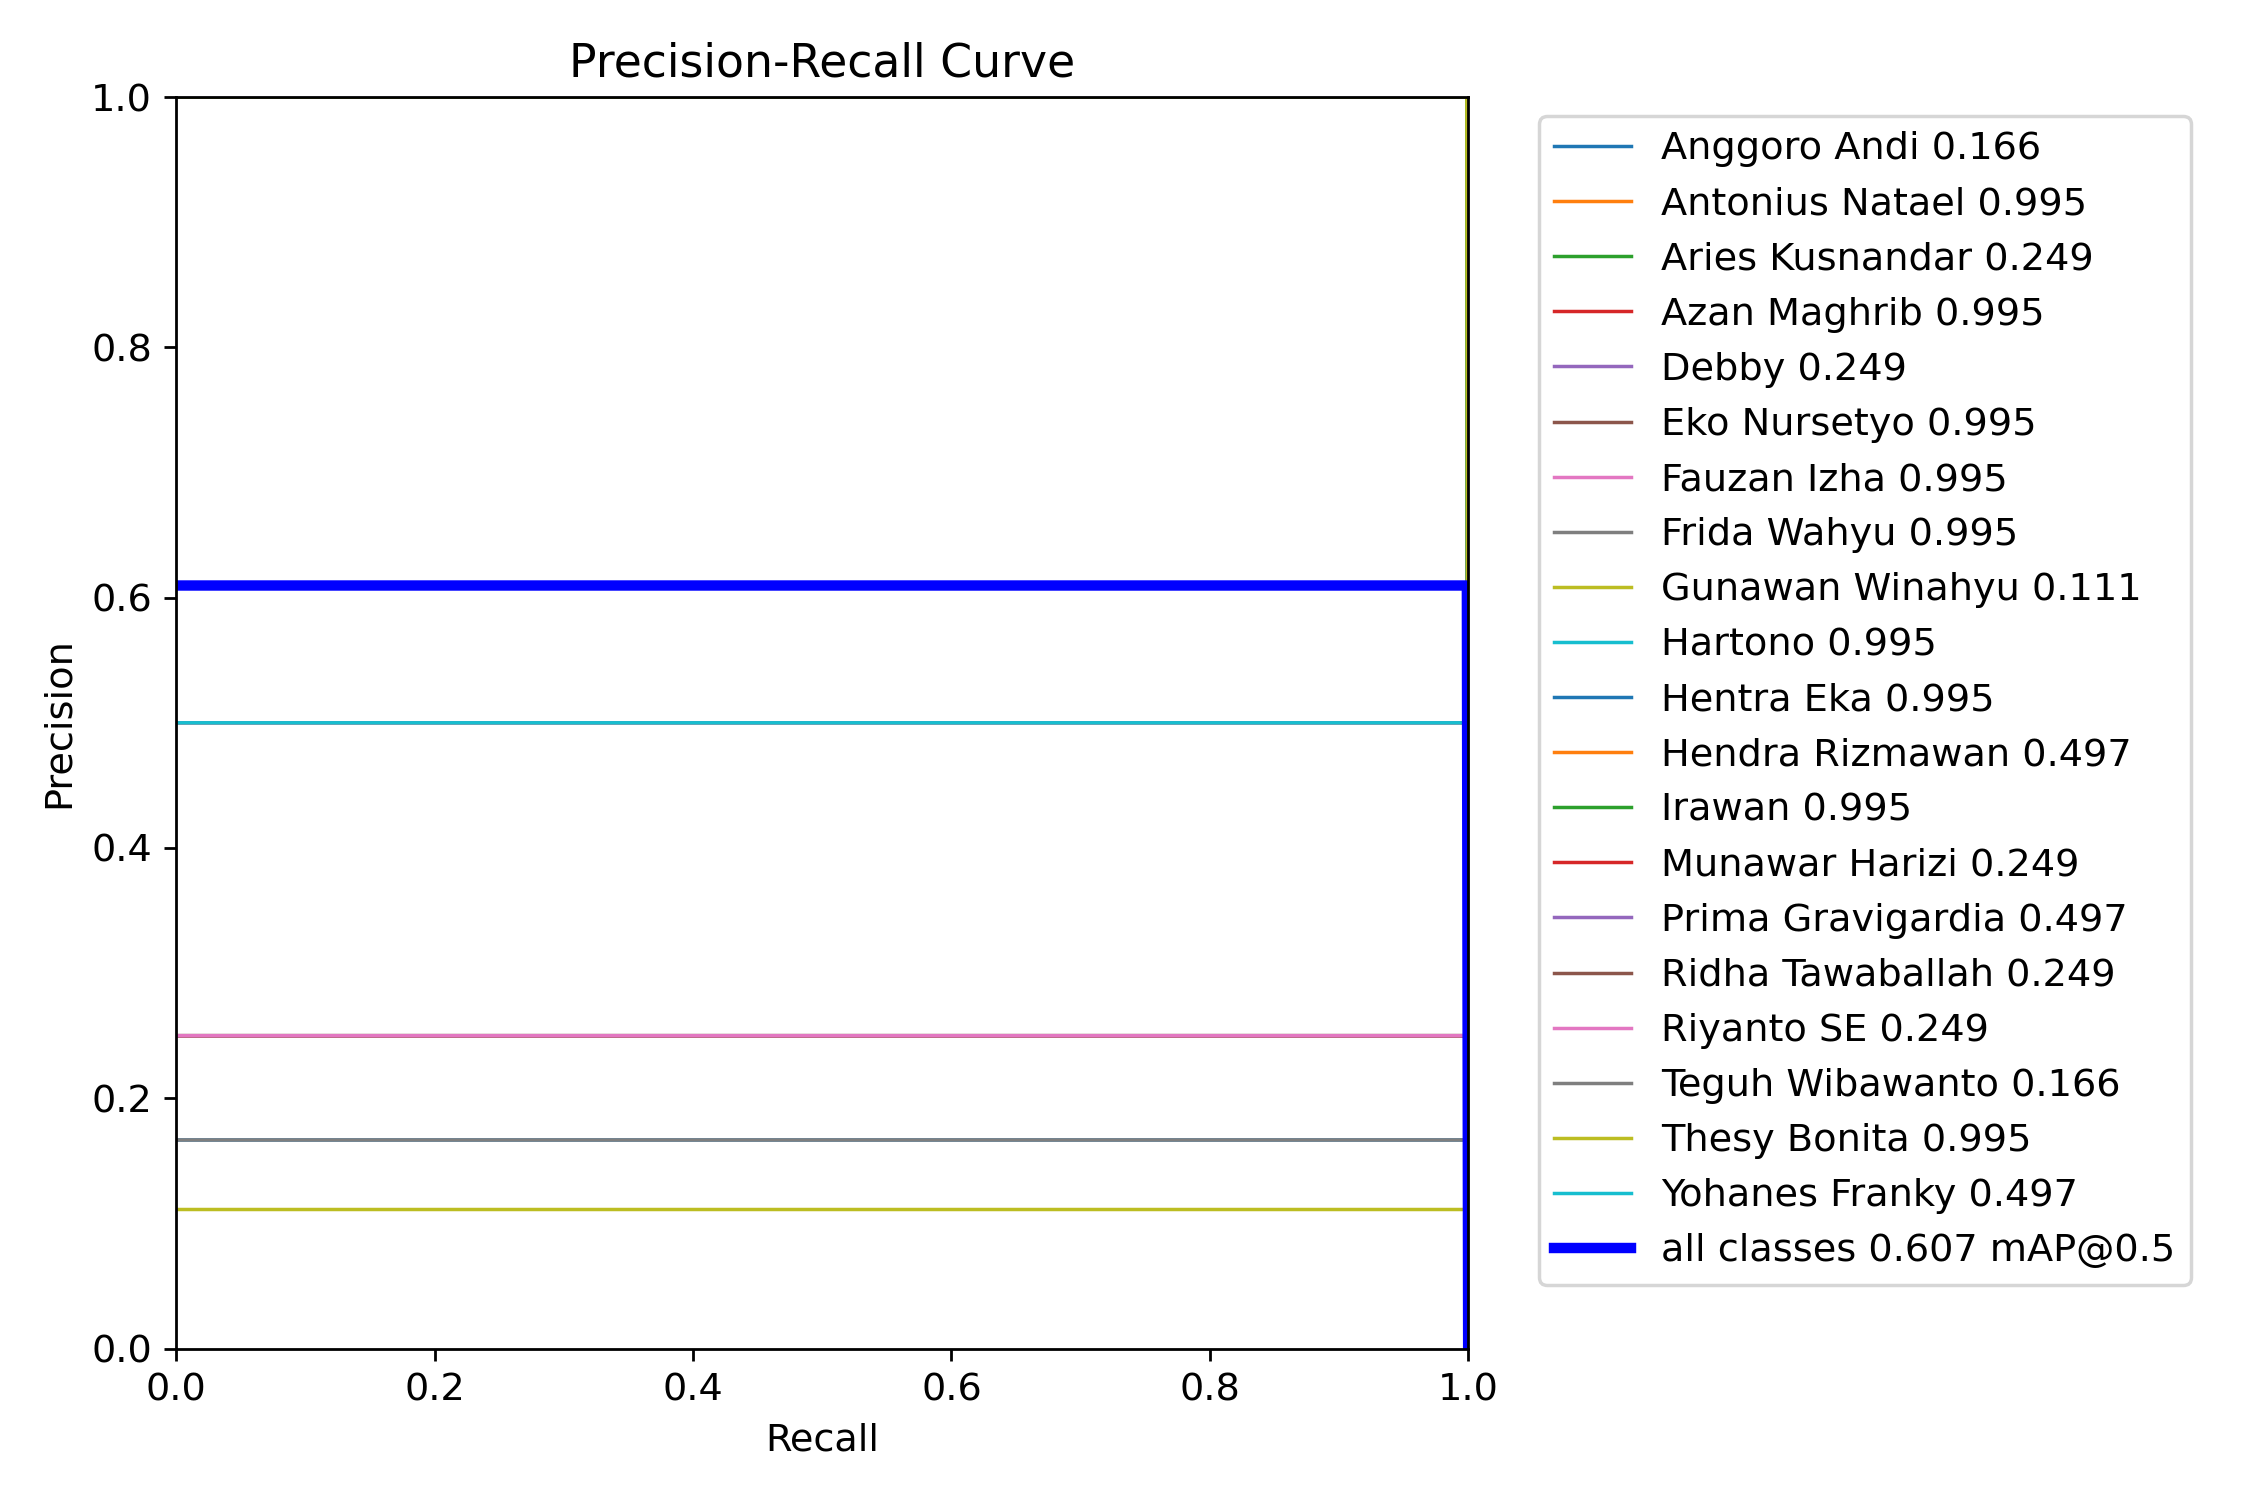 Precision-Recall Curve
1.0
0.8
0.6
0.4
0.2
0.0
Precision
0.0 0.2 0.4 0.6 0.8 1.0
Recall
Anggoro Andi 0.166
Antonius Natael 0.995
Aries Kusnandar 0.249
Azan Maghrib 0.995
Debby 0.249
Eko Nursetyo 0.995
Fauzan Izha 0.995
Frida Wahyu 0.995
Gunawan Winahyu 0.111
Hartono 0.995
Hentra Eka 0.995
Hendra Rizmawan 0.497
Irawan 0.995
Munawar Harizi 0.249
Prima Gravigardia 0.497
Ridha Tawaballah 0.249
Riyanto SE 0.249
Teguh Wibawanto 0.166
Thesy Bonita 0.995
Yohanes Franky 0.497
all classes 0.607 mAP@0.5